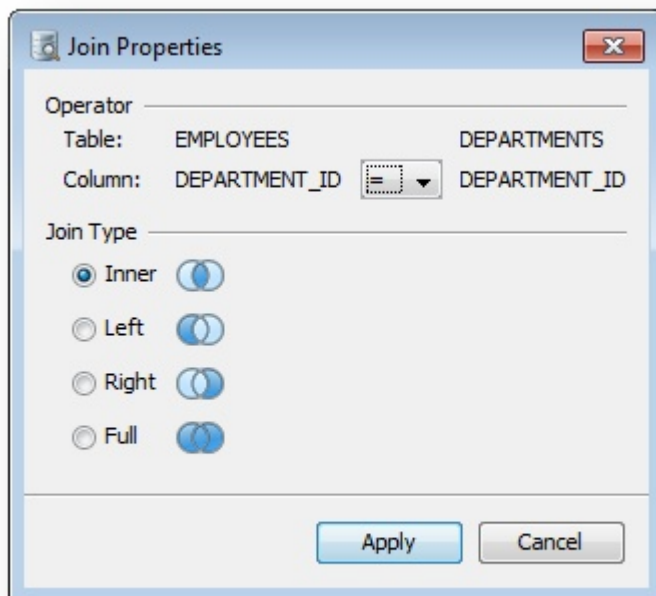 Join Properties
Operator
Table: EMPLOYEES DEPARTMENTS
Column: DEPARTMENT_ID = DEPARTMENT_ID
Join Type
Inner
Left
Right
Full
Apply Cancel